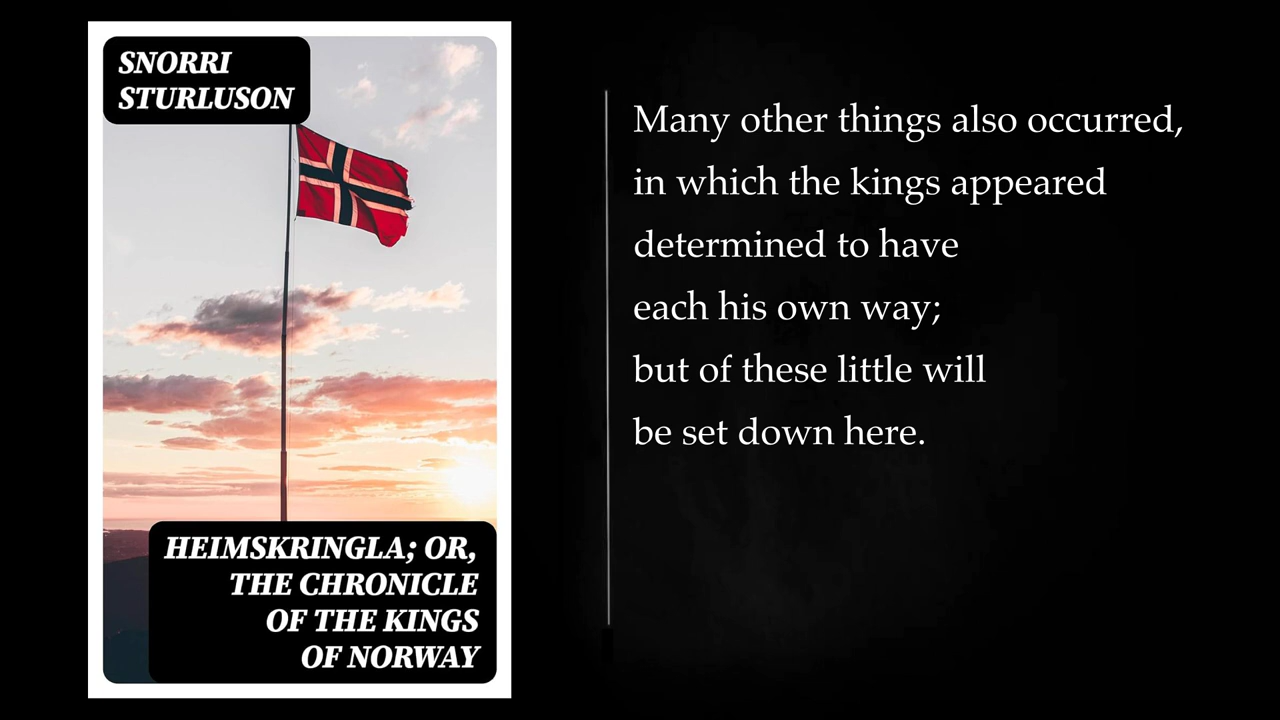 SNORRI
STURLUSON
HEIMSKRINGLA; OR,
THE CHRONICLE
OF THE KINGS
OF NORWAY
Many other things also occurred,
in which the kings appeared
determined to have
each his own way;
but of these little will
be set down here.